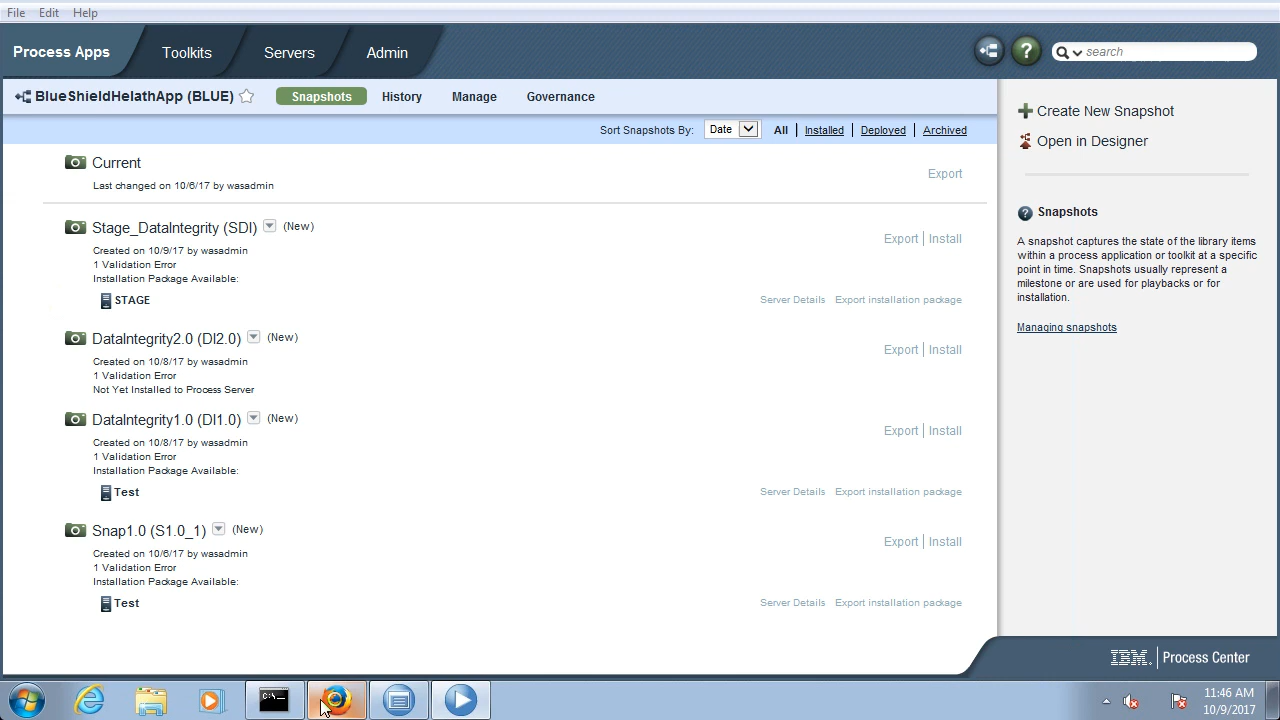 File Edit Help
Process Apps Toolkits Servers Admin search
BlueShieldHelathApp (BLUE) Snapshots History Manage Governance
Sort Snapshots By: Date All Installed Deployed Archived
Current
Last changed on 10/6/17 by wasadmin
Export
Stage_DataIntegrity (SDI) (New)
Created on 10/9/17 by wasadmin
1 Validation Error
Installation Package Available:
Export Install
STAGE
Server Details Export installation package
DataIntegrity2.0 (DI2.0) (New)
Created on 10/8/17 by wasadmin
1 Validation Error
Not Yet Installed to Process Server
Export Install
DataIntegrity1.0 (DI1.0) (New)
Created on 10/8/17 by wasadmin
1 Validation Error
Installation Package Available:
Export Install
Test
Server Details Export installation package
Snap1.0 (S1.0_1) (New)
Created on 10/6/17 by wasadmin
1 Validation Error
Installation Package Available:
Export Install
Test
Server Details Export installation package
Create New Snapshot
Open in Designer
Snapshots
A snapshot captures the state of the library items
within a process application or toolkit at a specific
point in time. Snapshots usually represent a
milestone or are used for playbacks or for
installation.
Managing snapshots
IBM. Process Center
C:\.
11:46 AM
10/9/2017